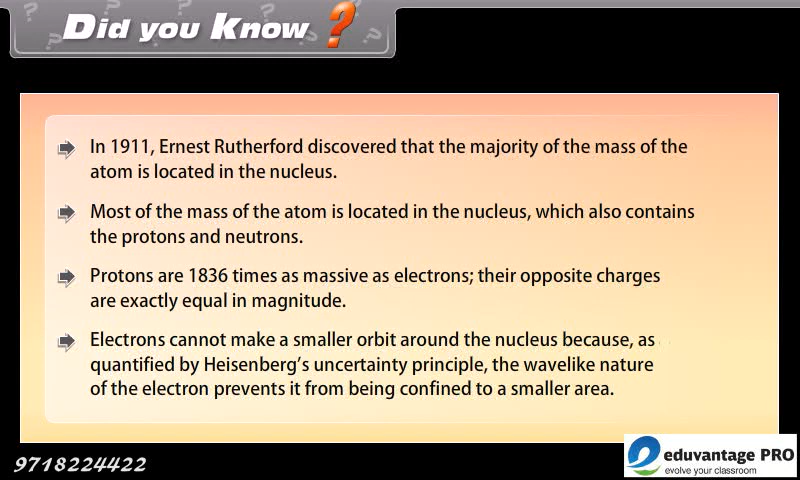 Did you Know ?
In 1911, Ernest Rutherford discovered that the majority of the mass of the
atom is located in the nucleus.
Most of the mass of the atom is located in the nucleus, which also contains
the protons and neutrons.
Protons are 1836 times as massive as electrons; their opposite charges
are exactly equal in magnitude.
Electrons cannot make a smaller orbit around the nucleus because, as
quantified by Heisenberg's uncertainty principle, the wavelike nature
of the electron prevents it from being confined to a smaller area.
9718224422
eduvantage PRO
evolve your classroom